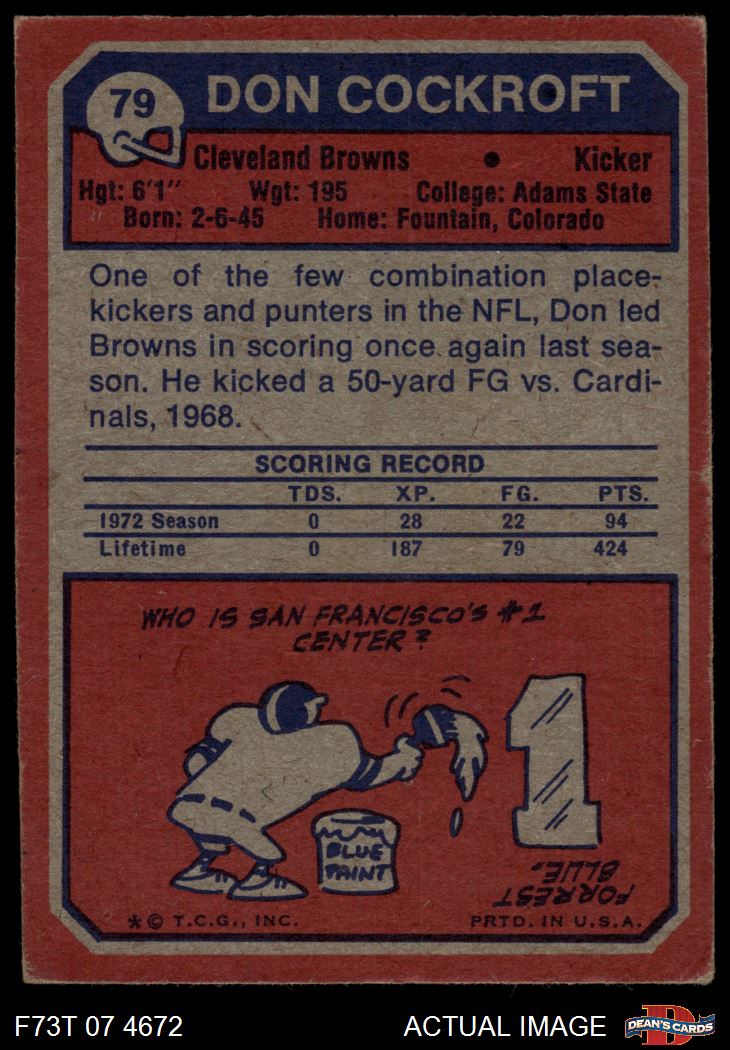 79
DON COCKROFT
Cleveland Browns • Kicker
Hgt: 6'1" Wgt: 195 College: Adams State
Born: 2-6-45 Home: Fountain, Colorado
One of the few combination place-
kickers and punters in the NFL, Don led
Browns in scoring once again last sea-
son. He kicked a 50-yard FG vs. Cardi-
nals, 1968.
SCORING RECORD
TDS. XP. FG. PTS.
1972 Season 0 28 22 94
Lifetime 0 187 79 424
WHO IS SAN FRANCISCO'S #1
CENTER?
1
BLUE
PAINT
FORREST
BLUE.
* © T.C.G., INC. PRTD. IN U.S.A.
F73T 07 4672 ACTUAL IMAGE
D
DEAN'S CARDS